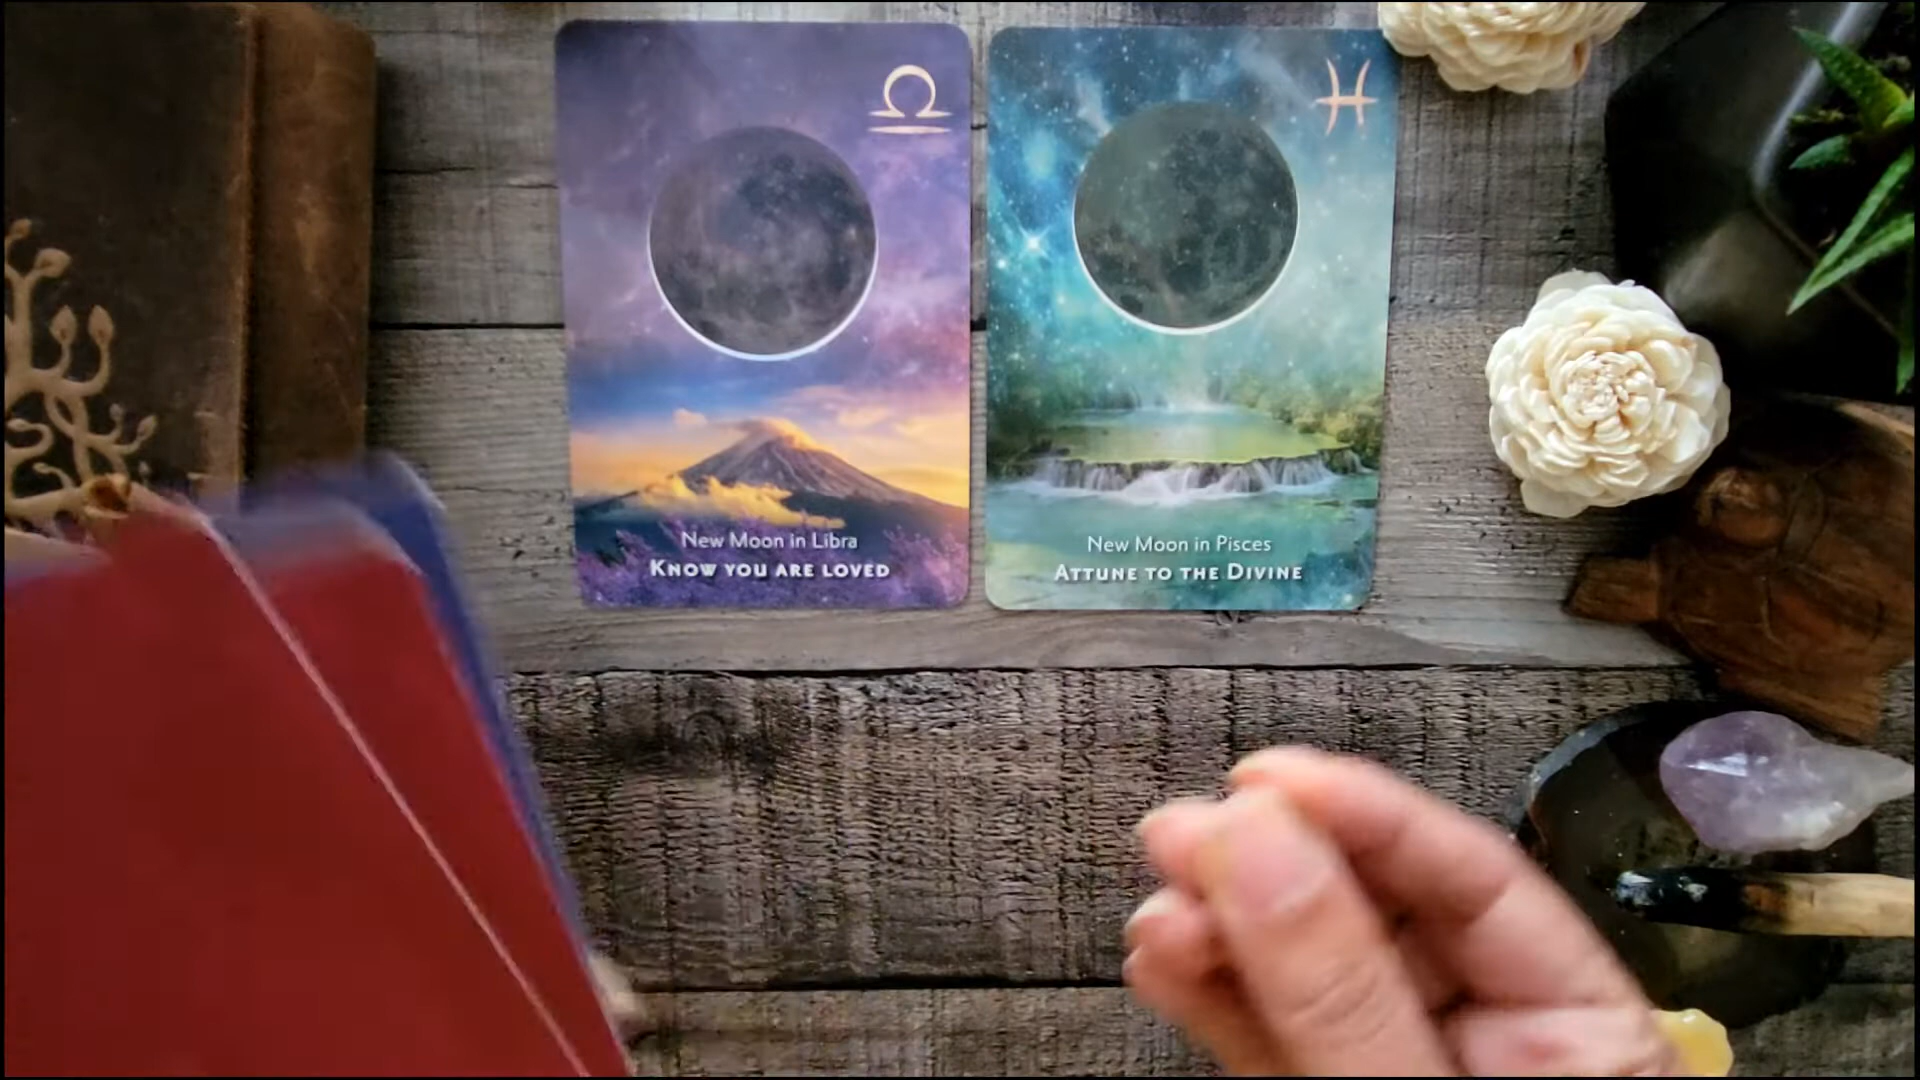 New Moon in Libra
KNOW YOU ARE LOVED
New Moon in Pisces
ATTUNE TO THE DIVINE